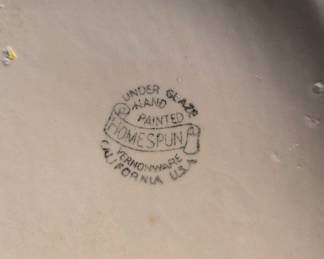 UNDER GLAZE
HAND
PAINTED
HOMESPUN
VERNONWARE
CALIFORNIA U.S.A